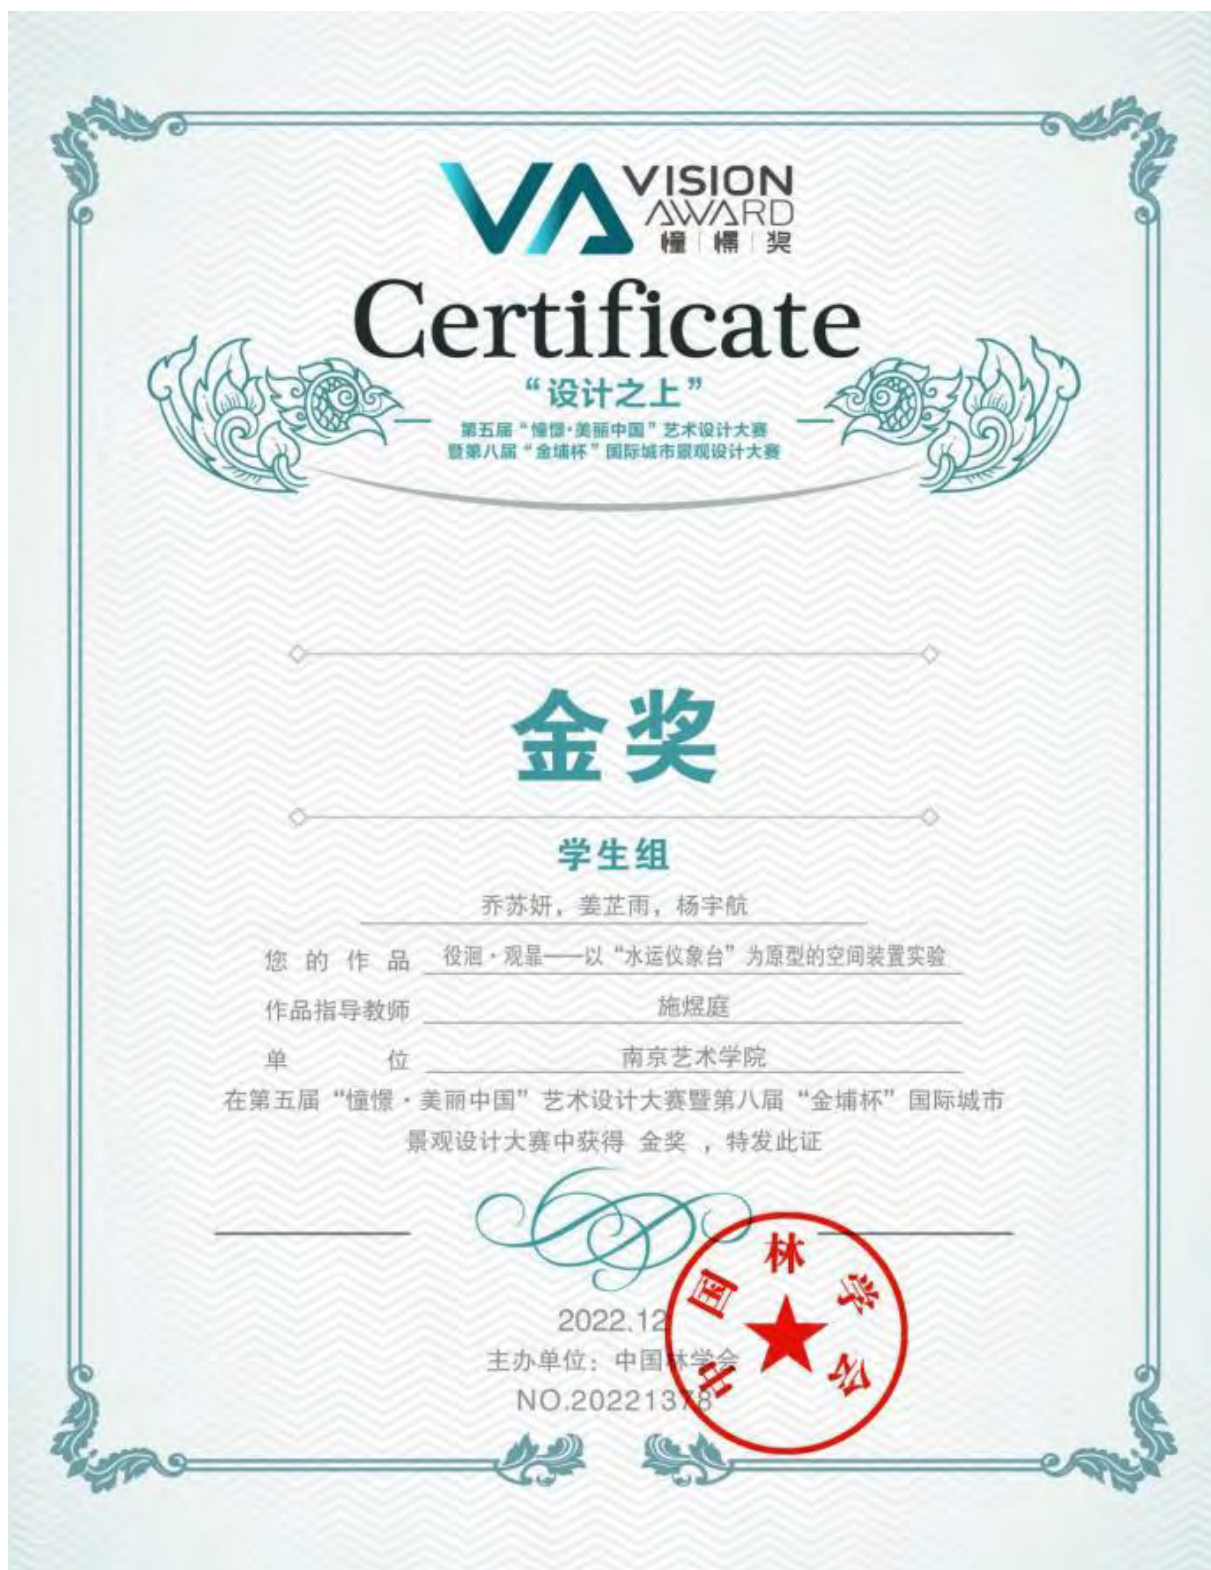 VA
VISION
AWARD
憧憬奖
Certificate
“设计之上”
第五届“憧憬·美丽中国”艺术设计大赛
暨第八届“金埔杯”国际城市景观设计大赛
金奖
学生组
乔苏妍，姜芷雨，杨宇航
您的作品 役洄·观晷——以“水运仪象台”为原型的空间装置实验
作品指导教师 施煜庭
单位 南京艺术学院
在第五届“憧憬·美丽中国”艺术设计大赛暨第八届“金埔杯”国际城市
景观设计大赛中获得 金奖 ，特发此证
2022.12
主办单位：中国林学会
NO.20221378
中国林学会